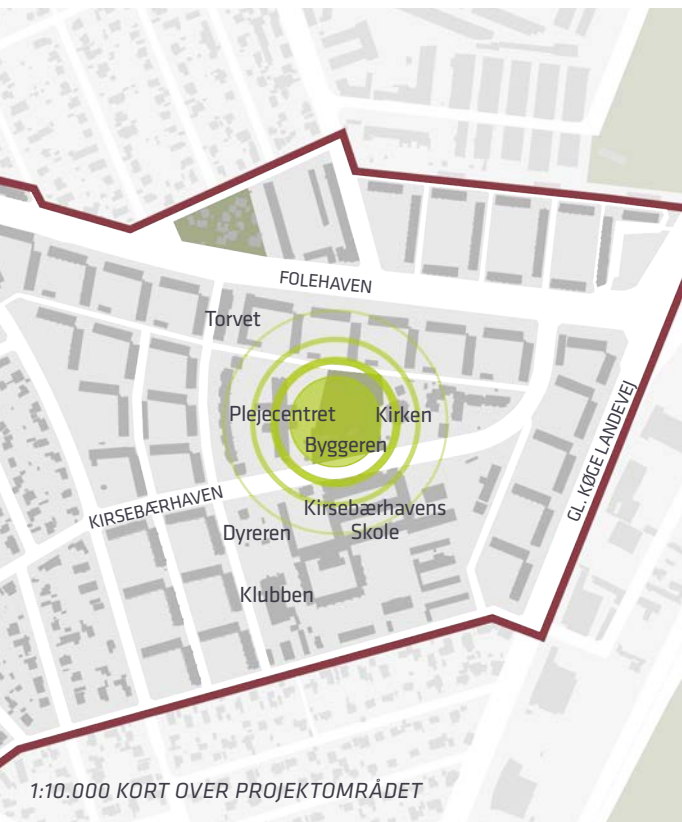 FOLEHAVEN
Torvet
Plejecentret
Kirken
Byggeren
GL. KØGE LANDEVEJ
KIRSEBÆRHAVEN
Kirsebærhavens
Skole
Dyreren
Klubben
1:10.000 KORT OVER PROJEKTOMRÅDET